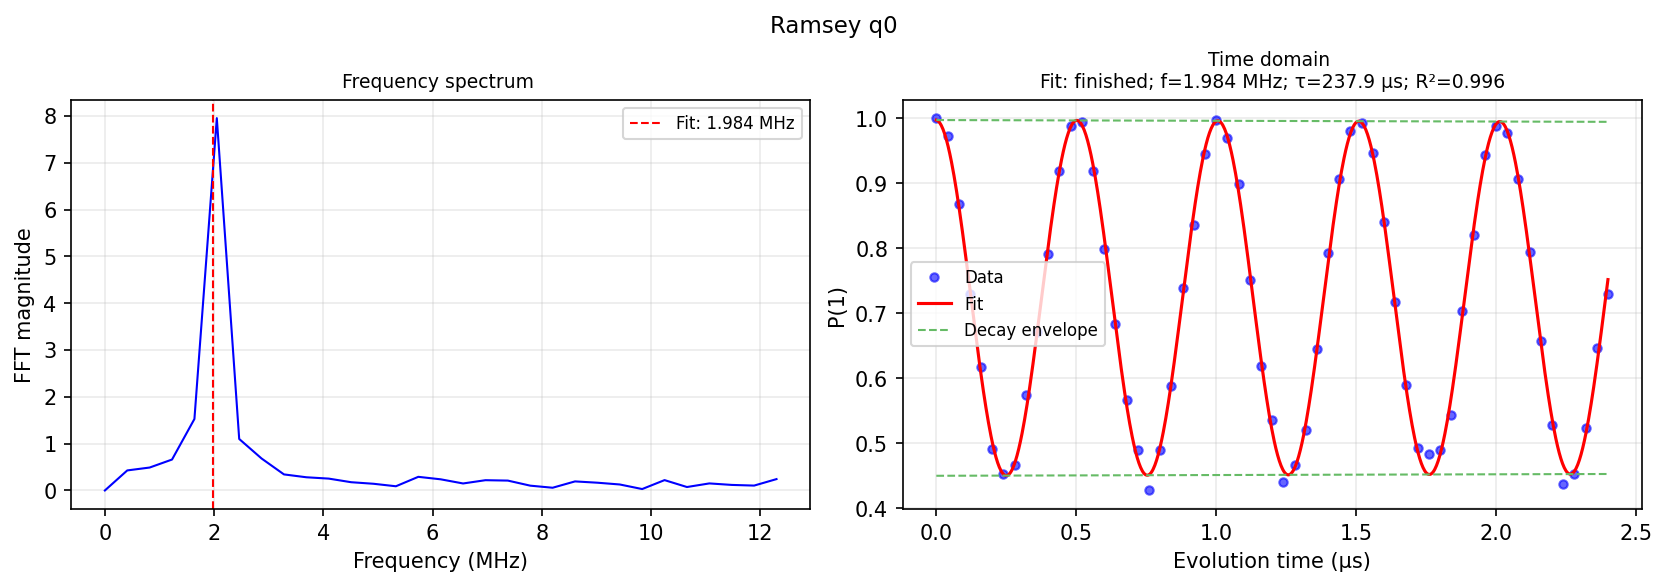 Ramsey q0
Frequency spectrum
Fit: 1.984 MHz
FFT magnitude
8
7
6
5
4
3
2
1
0
0
2
4
6
8
10
12
Frequency (MHz)
Time domain
Fit: finished; f=1.984 MHz; τ=237.9 μs; R²=0.996
Data
Fit
Decay envelope
P(1)
1.0
0.9
0.8
0.7
0.6
0.5
0.4
0.0
0.5
1.0
1.5
2.0
2.5
Evolution time (μs)